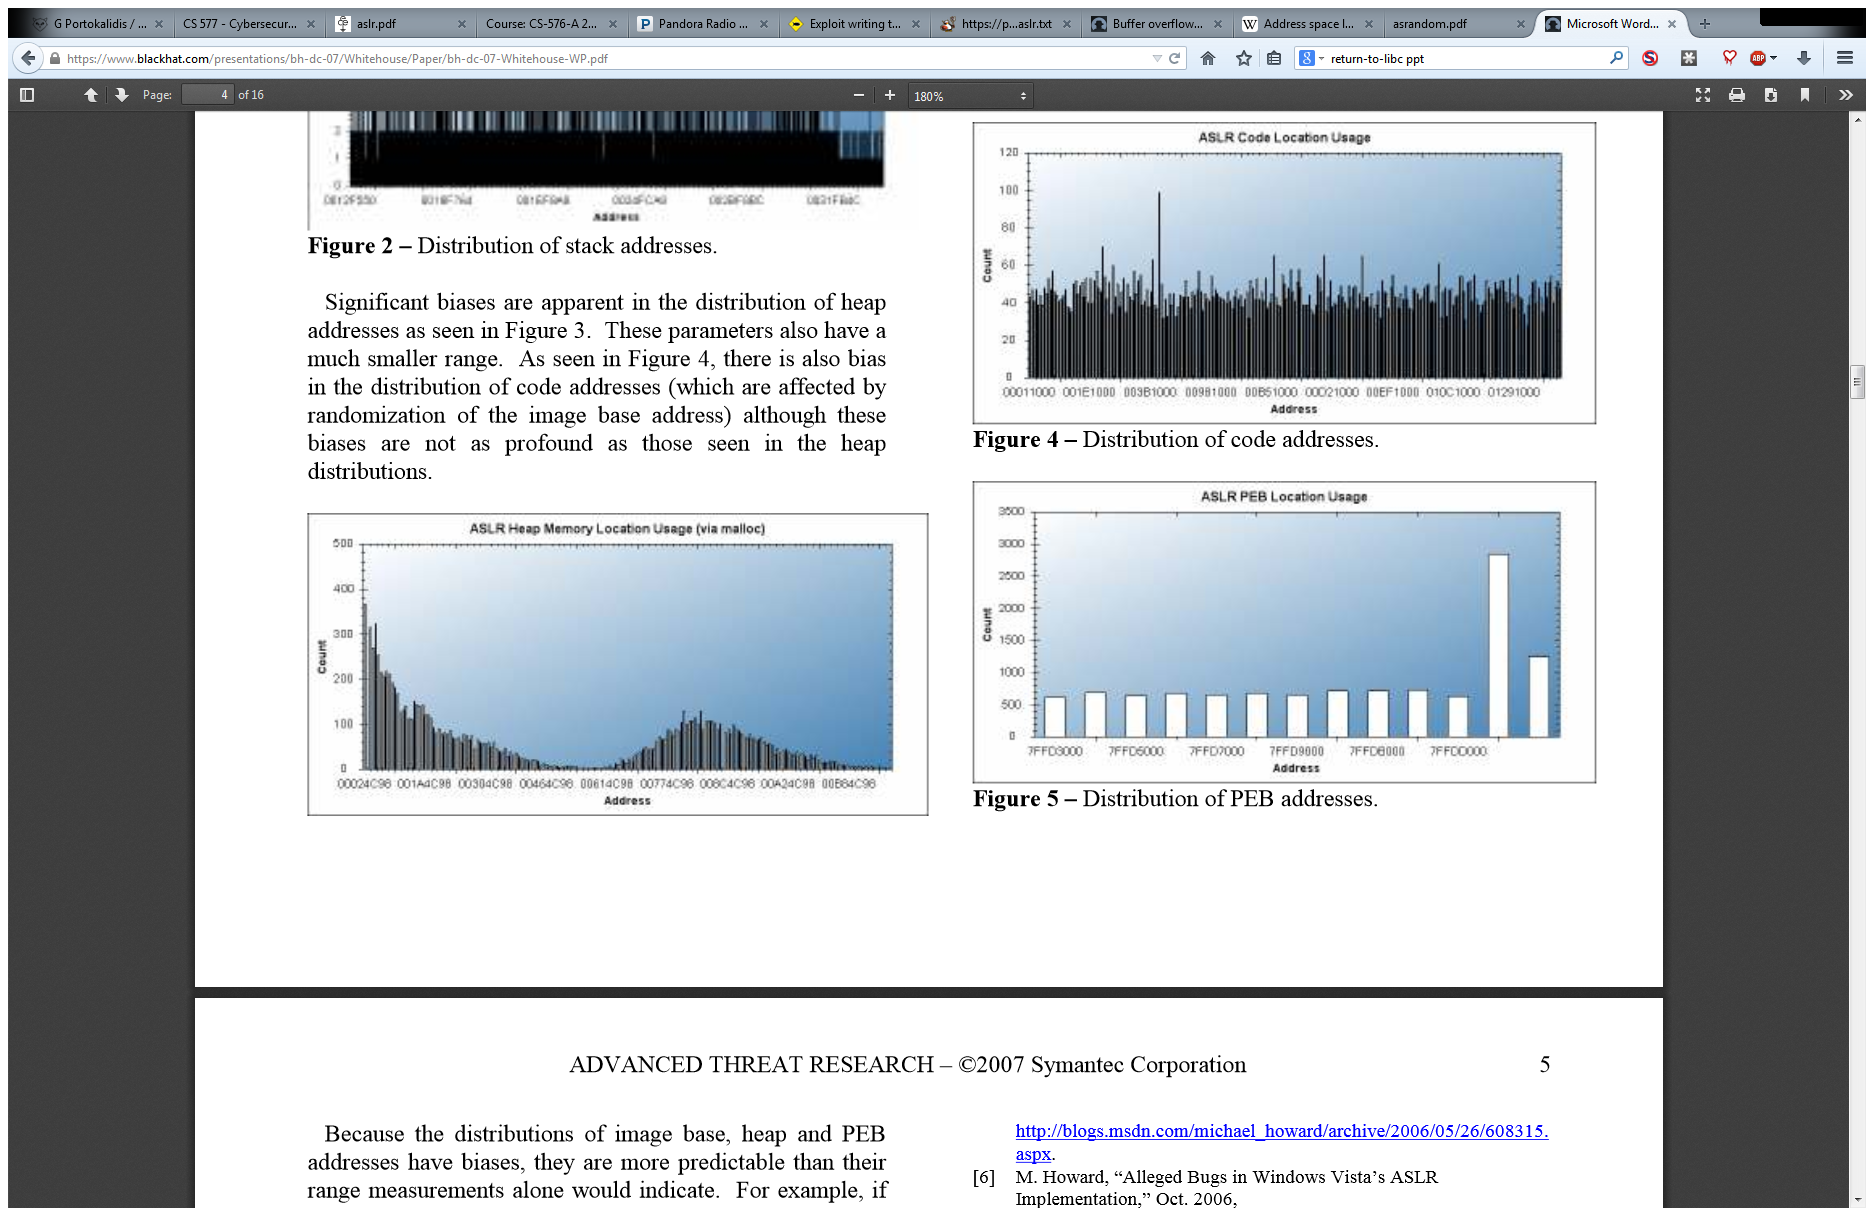 G Portokalidis / ...
CS 577 - Cybersecur...
aslr.pdf
Course: CS-576-A 2...
Pandora Radio ...
Exploit writing t...
https://p...aslr.txt
Buffer overflow...
Address space l...
asrandom.pdf
Microsoft Word...
https://www.blackhat.com/presentations/bh-dc-07/Whitehouse/Paper/bh-dc-07-Whitehouse-WP.pdf
return-to-libc ppt
Page: 4 of 16
180%
1
0
Address
Figure 2 – Distribution of stack addresses.
Significant biases are apparent in the distribution of heap
addresses as seen in Figure 3. These parameters also have a
much smaller range. As seen in Figure 4, there is also bias
in the distribution of code addresses (which are affected by
randomization of the image base address) although these
biases are not as profound as those seen in the heap
distributions.
ASLR Heap Memory Location Usage (via malloc)
500
400
300
200
100
0
Count
00024C98 001A4C98 00304C98 00464C98 00614C98 00774C98 008C4C98 00A24C98 00B84C98
Address
ASLR Code Location Usage
120
100
80
60
40
20
0
Count
00011000 001E1000 003B1000 00981000 00B51000 00D21000 00EF1000 010C1000 01291000
Address
Figure 4 – Distribution of code addresses.
ASLR PEB Location Usage
3500
3000
2500
2000
1500
1000
500
0
Count
7FFD3000 7FFD5000 7FFD7000 7FFD9000 7FFDB000 7FFDD000
Address
Figure 5 – Distribution of PEB addresses.
ADVANCED THREAT RESEARCH – ©2007 Symantec Corporation 5
Because the distributions of image base, heap and PEB
addresses have biases, they are more predictable than their
range measurements alone would indicate. For example, if
http://blogs.msdn.com/michael_howard/archive/2006/05/26/608315.
aspx.
[6] M. Howard, “Alleged Bugs in Windows Vista’s ASLR
Implementation,” Oct. 2006,